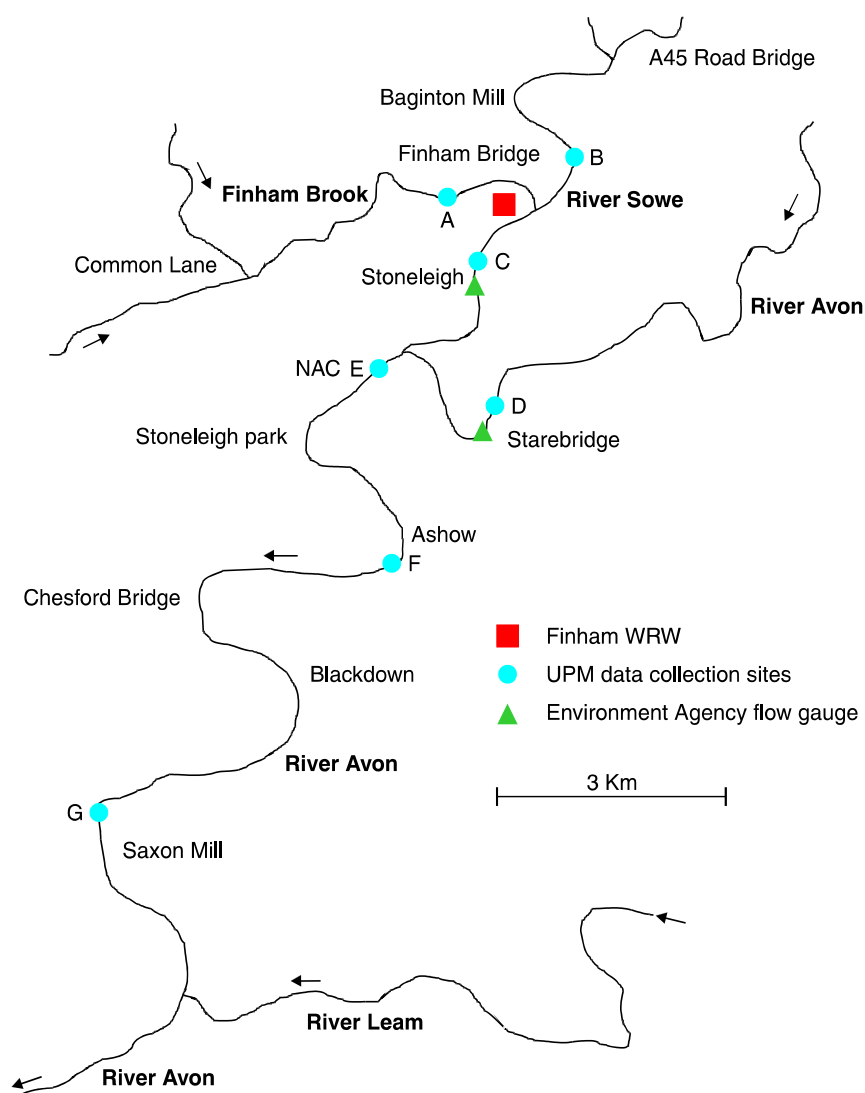 A45 Road Bridge
Baginton Mill
Finham Bridge
B
Finham Brook
A
River Sowe
Common Lane
C
Stoneleigh
River Avon
NAC E
D
Stoneleigh park
Starebridge
Ashow
F
Chesford Bridge
Finham WRW
Blackdown
UPM data collection sites
Environment Agency flow gauge
River Avon
3 Km
G
Saxon Mill
River Leam
River Avon